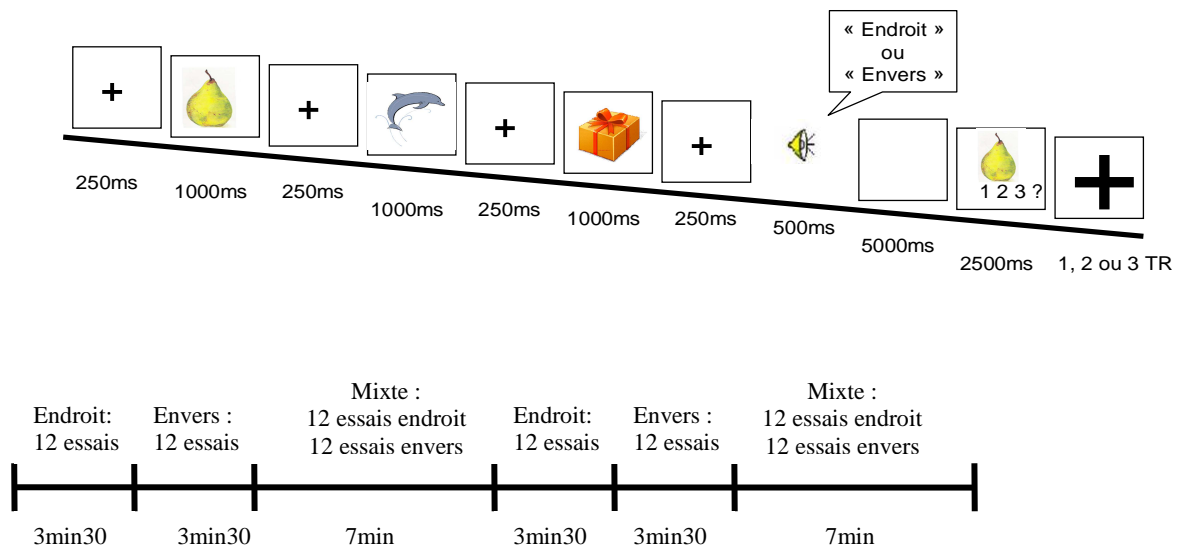 « Endroit »
ou
« Envers »
+
+
+
+
1 2 3 ?
+
250ms
1000ms
250ms
1000ms
250ms
1000ms
250ms
500ms
5000ms
2500ms
1, 2 ou 3 TR
Endroit:
12 essais
Envers :
12 essais
Mixte :
12 essais endroit
12 essais envers
Endroit:
12 essais
Envers :
12 essais
Mixte :
12 essais endroit
12 essais envers
3min30
3min30
7min
3min30
3min30
7min